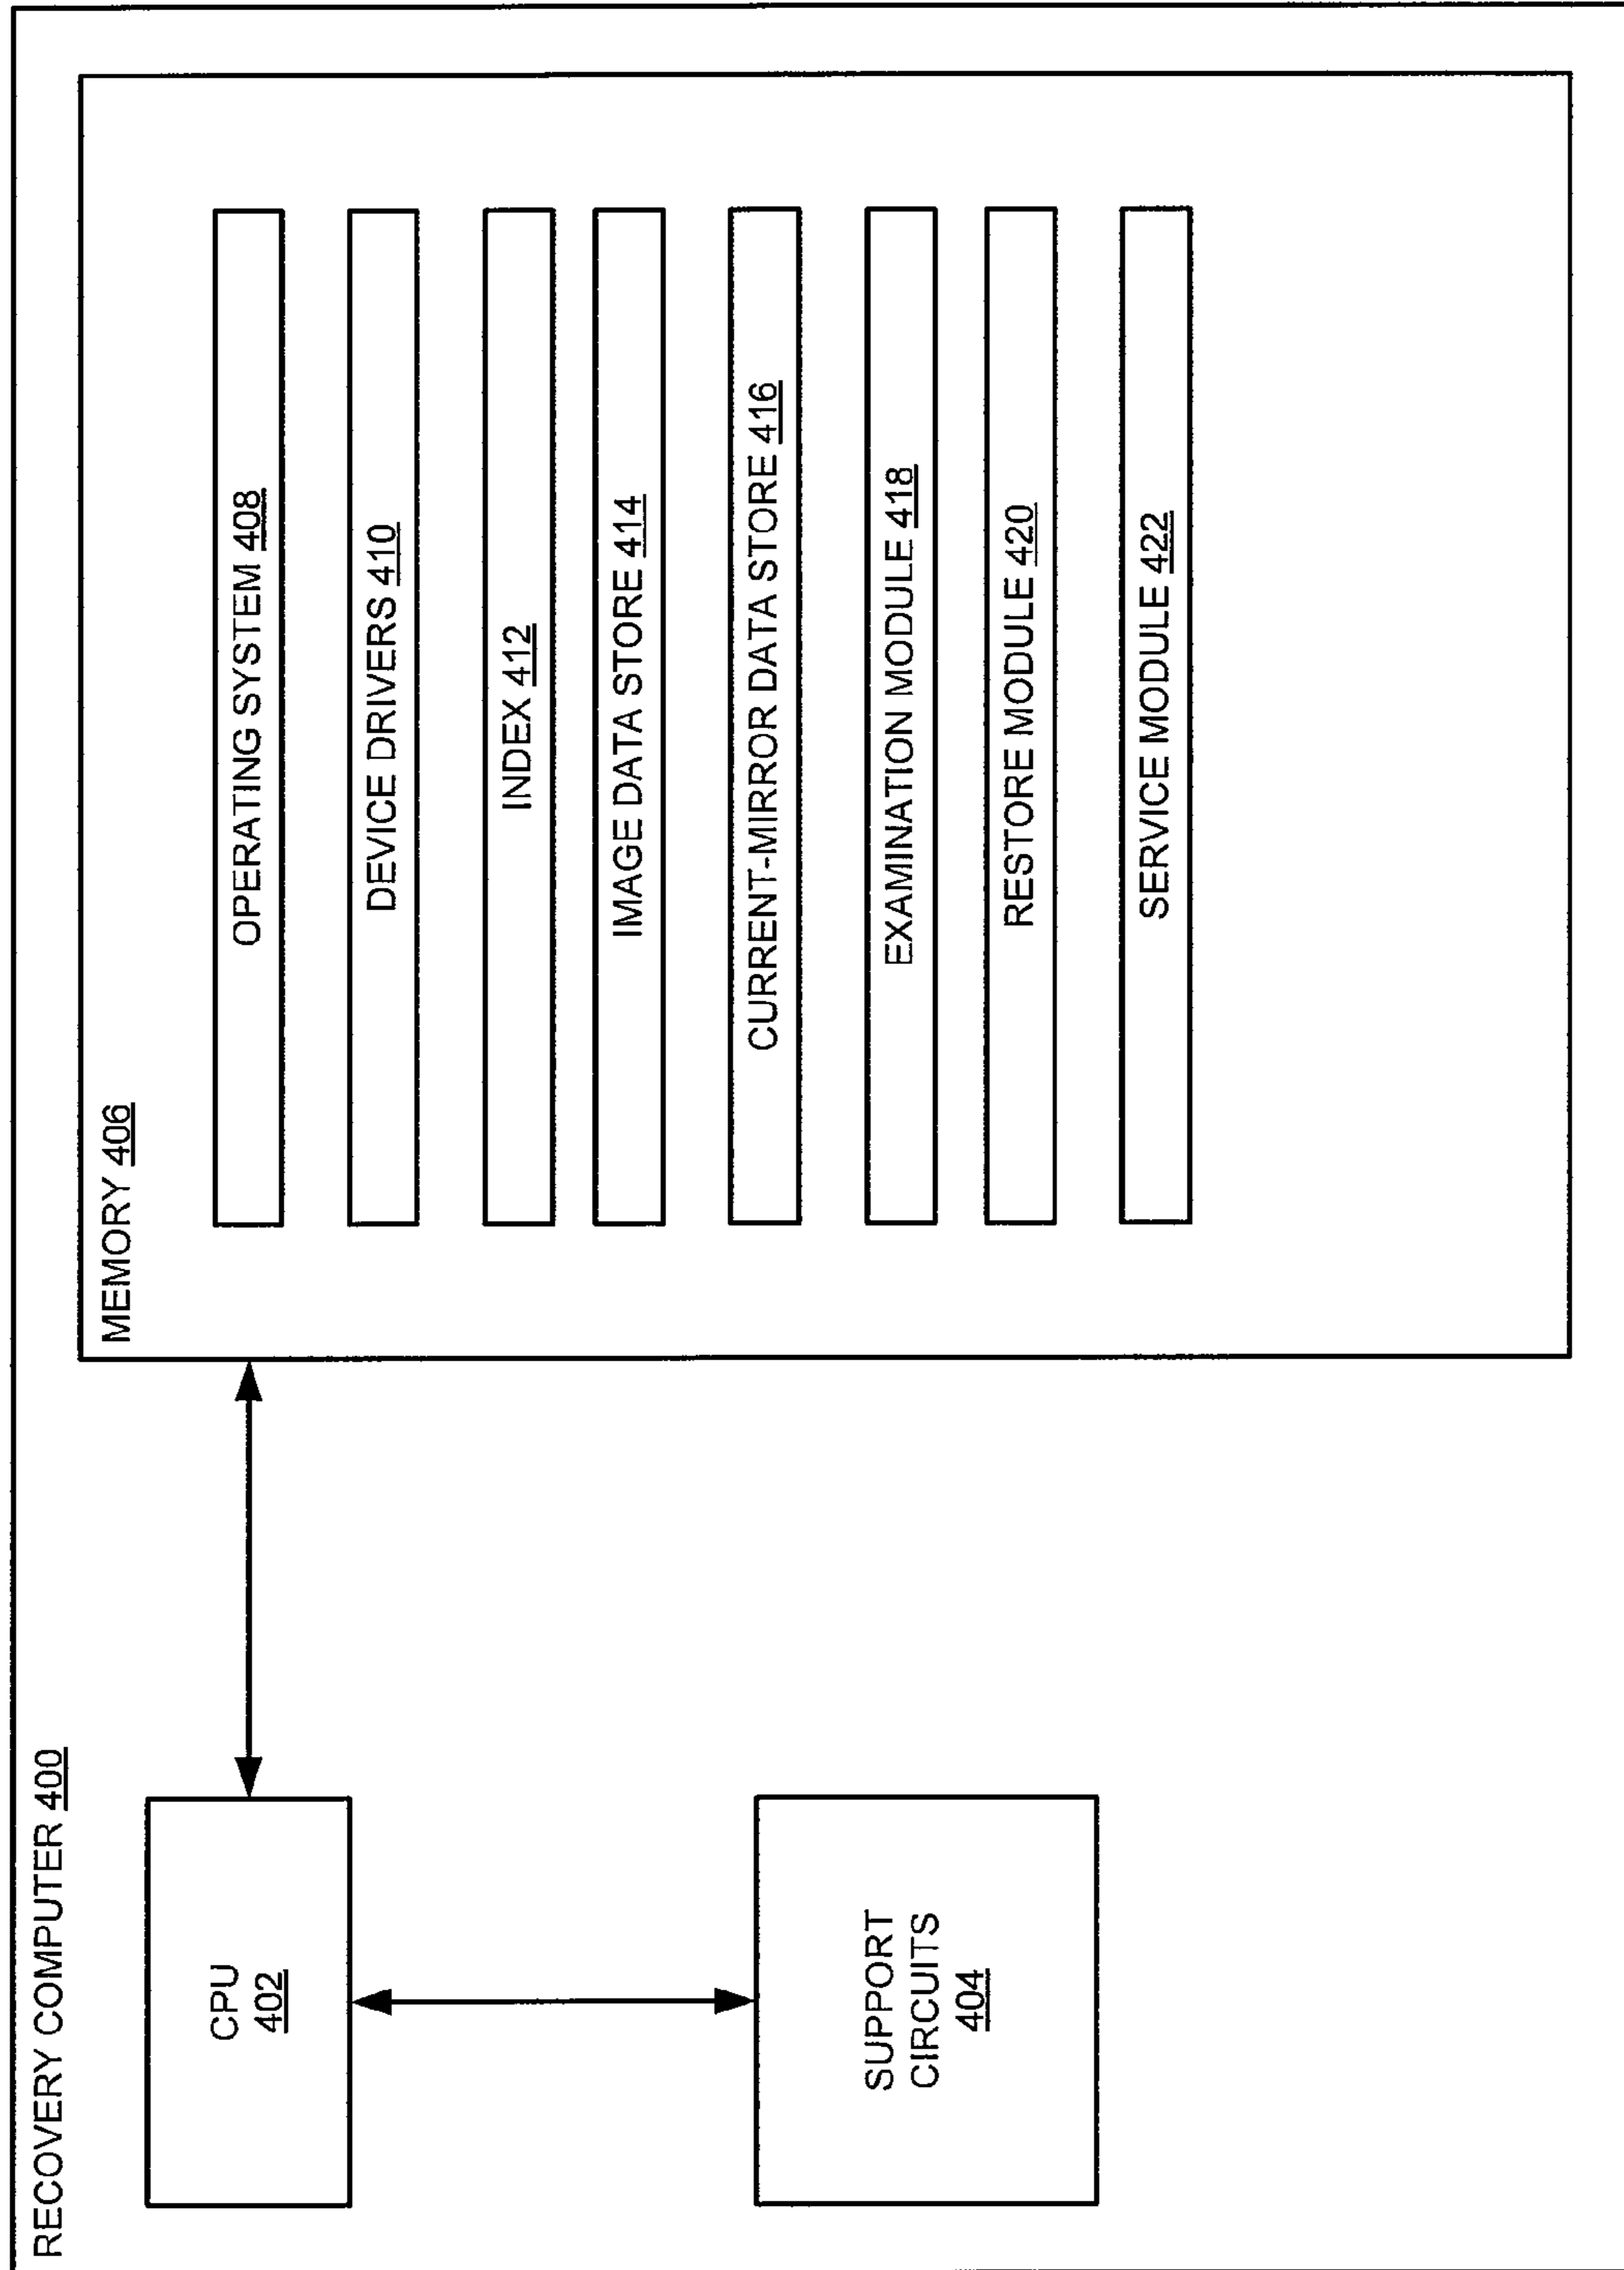 RECOVERY COMPUTER 400
CPU
402
SUPPORT
CIRCUITS
404
MEMORY 406
OPERATING SYSTEM 408
DEVICE DRIVERS 410
INDEX 412
IMAGE DATA STORE 414
CURRENT-MIRROR DATA STORE 416
EXAMINATION MODULE 418
RESTORE MODULE 420
SERVICE MODULE 422